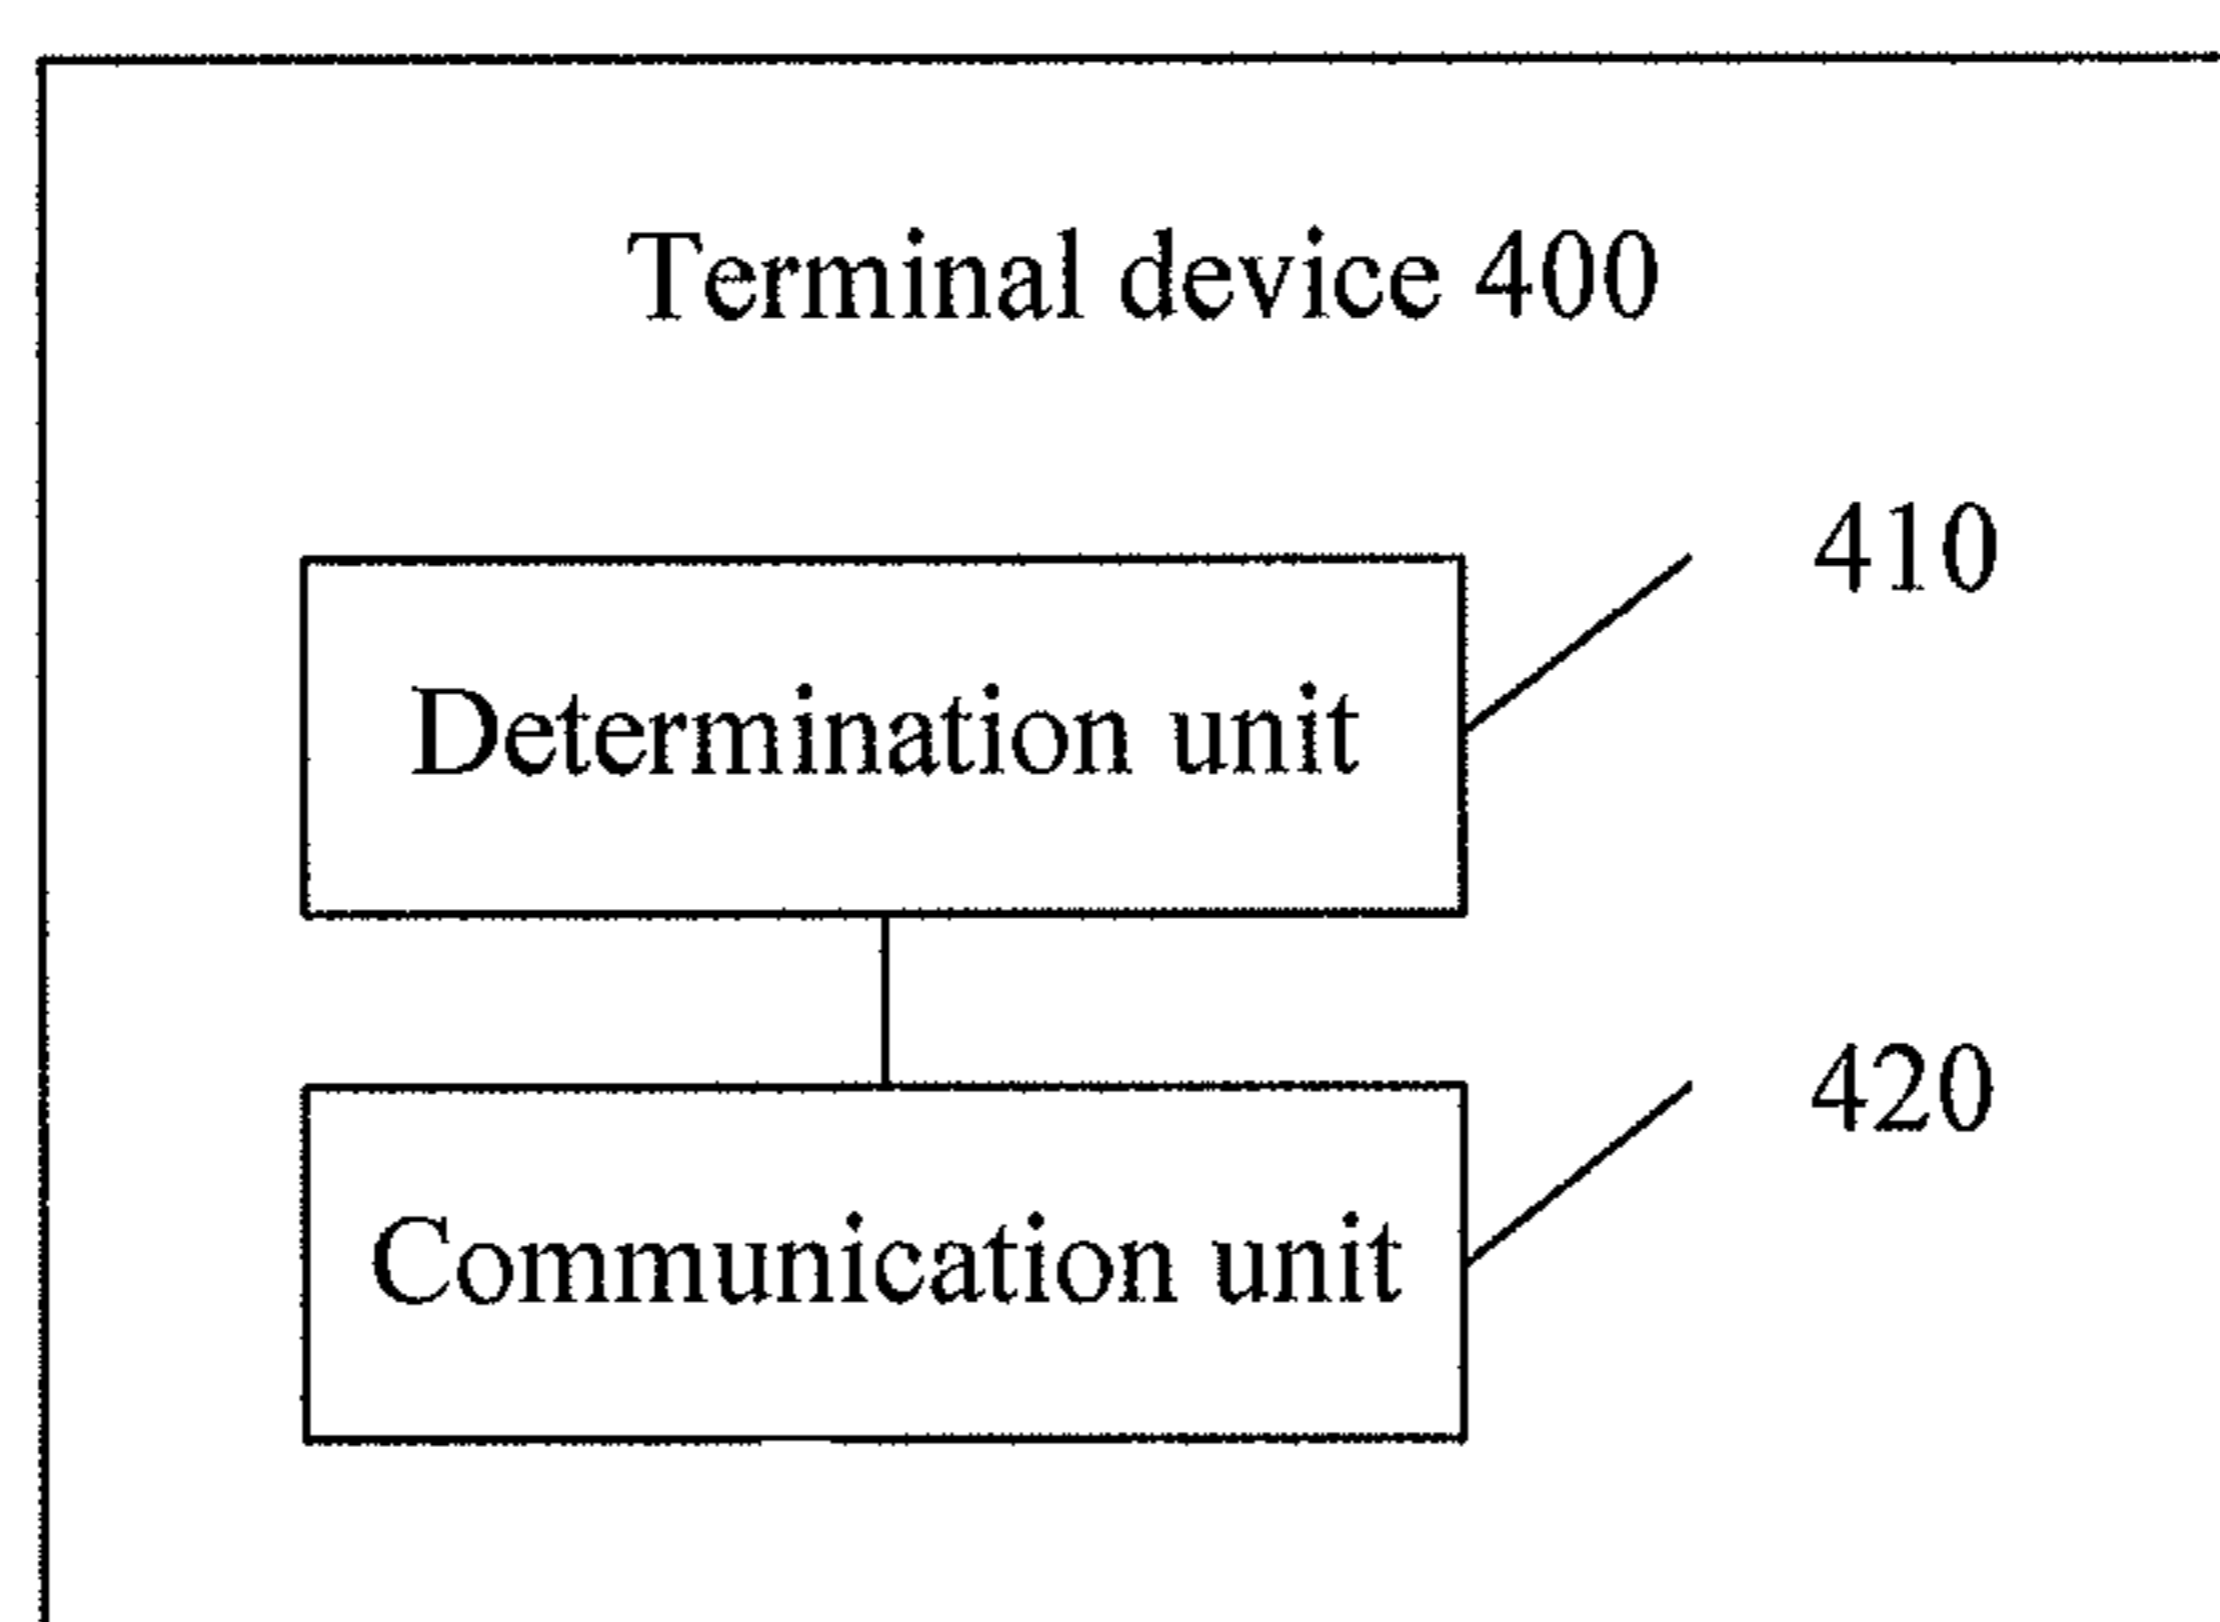 Terminal device 400
410
Determination unit
420
Communication unit